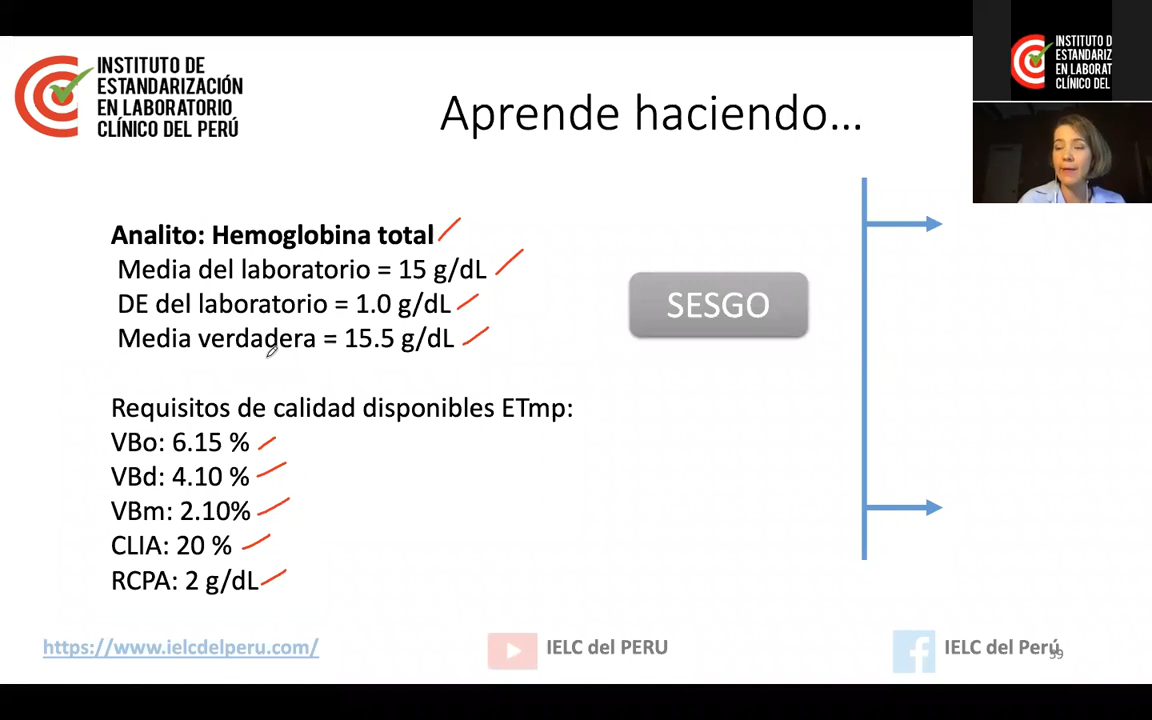 INSTITUTO DE
ESTANDARIZACIÓN
EN LABORATORIO
CLÍNICO DEL PERÚ
INSTITUTO D
ESTANDARIZ
EN LABORAT
CLÍNICO DEL
Aprende haciendo...
Analito: Hemoglobina total
Media del laboratorio = 15 g/dL
DE del laboratorio = 1.0 g/dL
Media verdadera = 15.5 g/dL
SESGO
Requisitos de calidad disponibles ETmp:
VBo: 6.15 %
VBd: 4.10 %
VBm: 2.10%
CLIA: 20 %
RCPA: 2 g/dL
https://www.ielcdelperu.com/
IELC del PERU
IELC del Perú
39